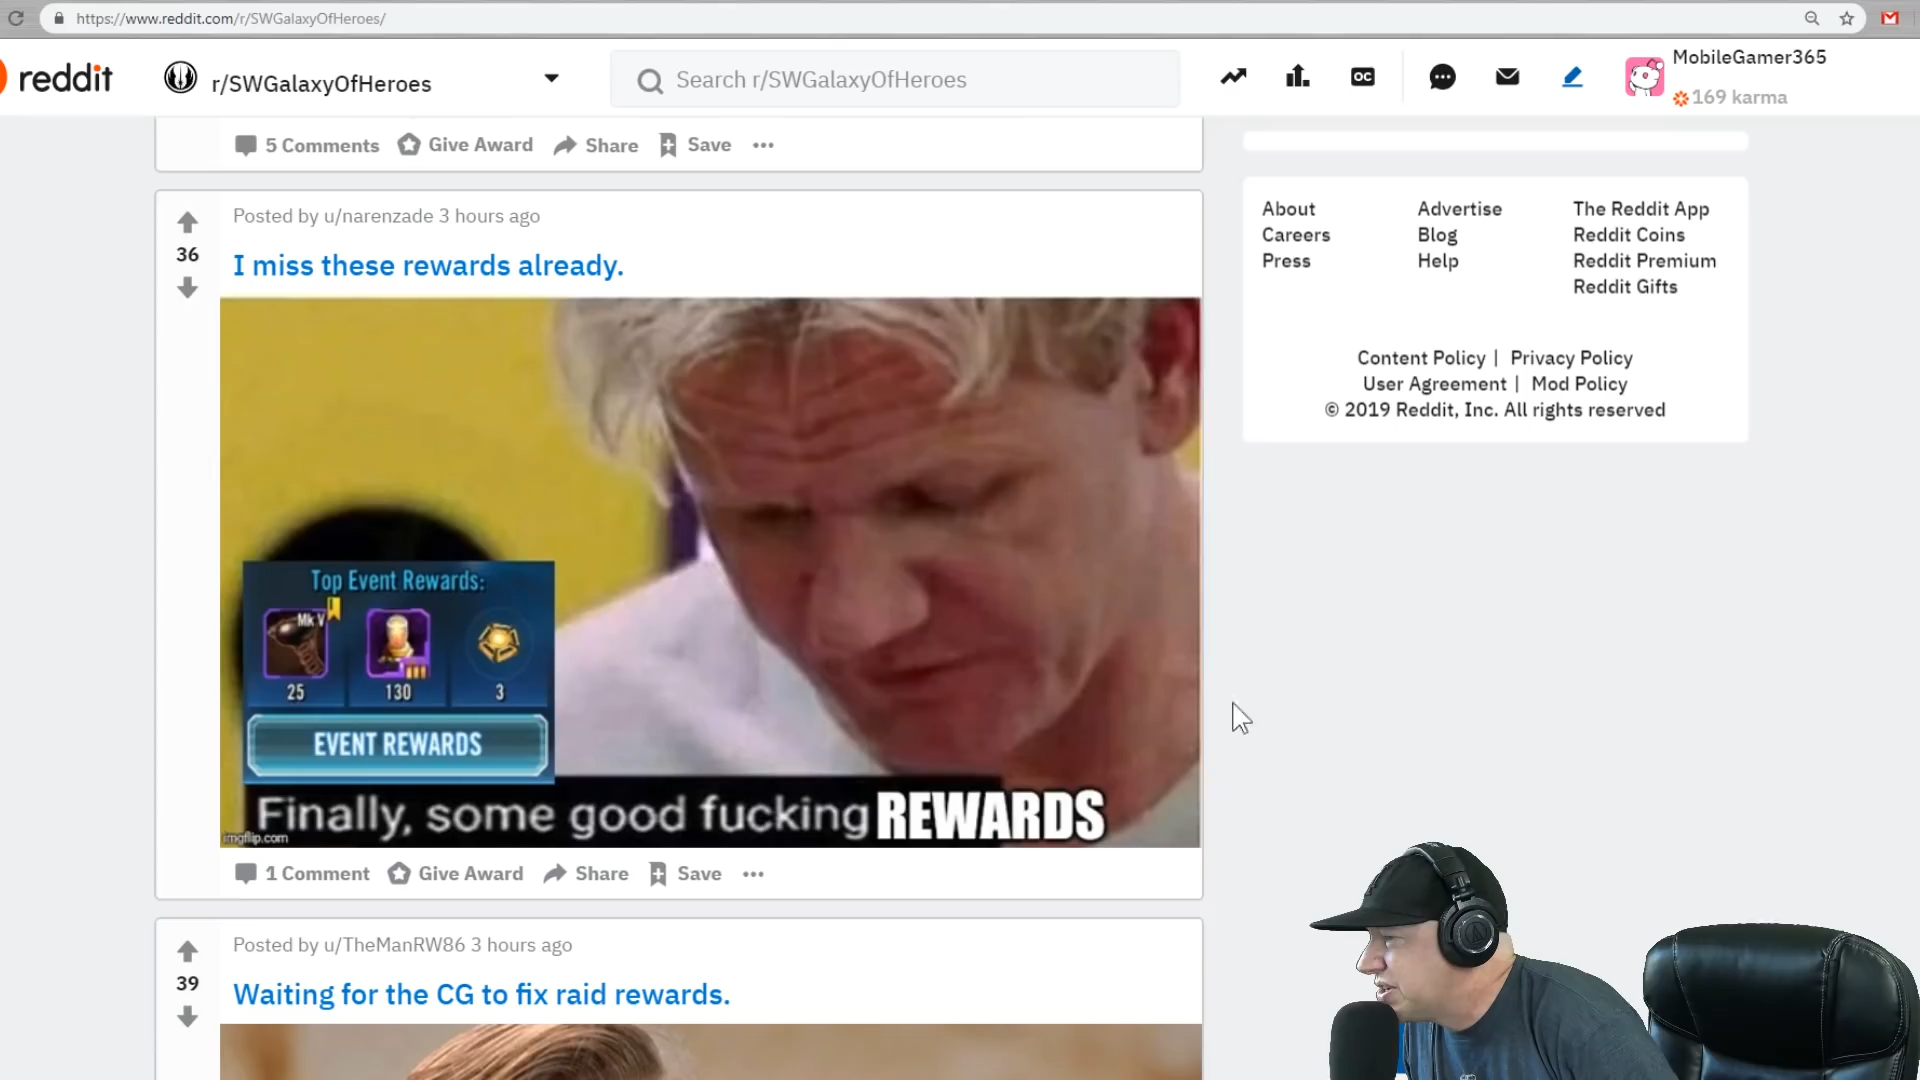 https://www.reddit.com/r/SWGalaxyOfHeroes/
reddit
r/SWGalaxyOfHeroes
Search r/SWGalaxyOfHeroes
OC
MobileGamer365
169 karma
5 Comments
Give Award
Share
Save
Posted by u/narenzade 3 hours ago
36
I miss these rewards already.
Top Event Rewards:
Mk V
25
130
3
EVENT REWARDS
Finally, some good fucking REWARDS
imgflip.com
1 Comment
Give Award
Share
Save
Posted by u/TheManRW86 3 hours ago
39
Waiting for the CG to fix raid rewards.
About
Careers
Press
Advertise
Blog
Help
The Reddit App
Reddit Coins
Reddit Premium
Reddit Gifts
Content Policy | Privacy Policy
User Agreement | Mod Policy
© 2019 Reddit, Inc. All rights reserved